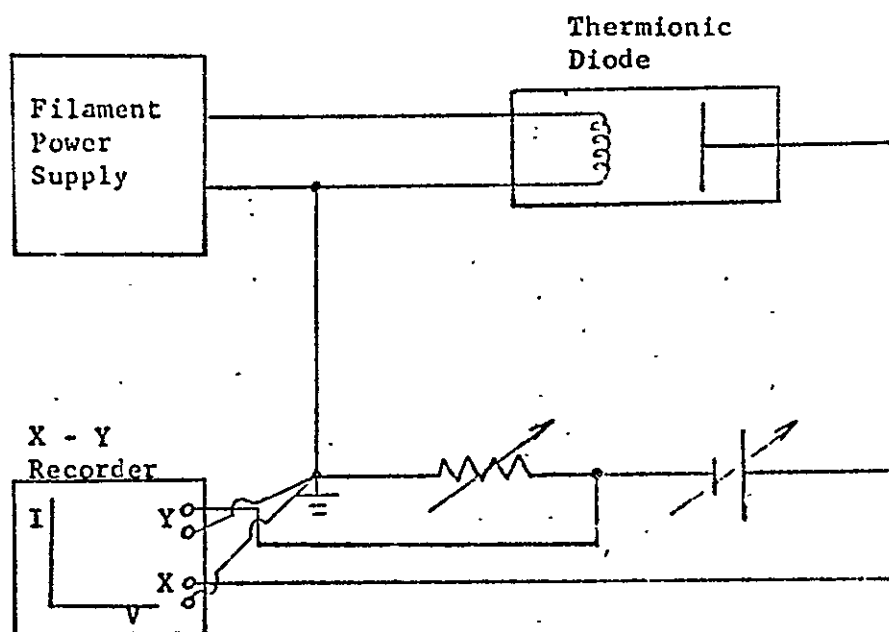 Thermionic
Diode
Filament
Power
Supply
X - Y
Recorder
I
Y
X
V